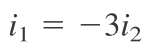 i₁ = −3i₂